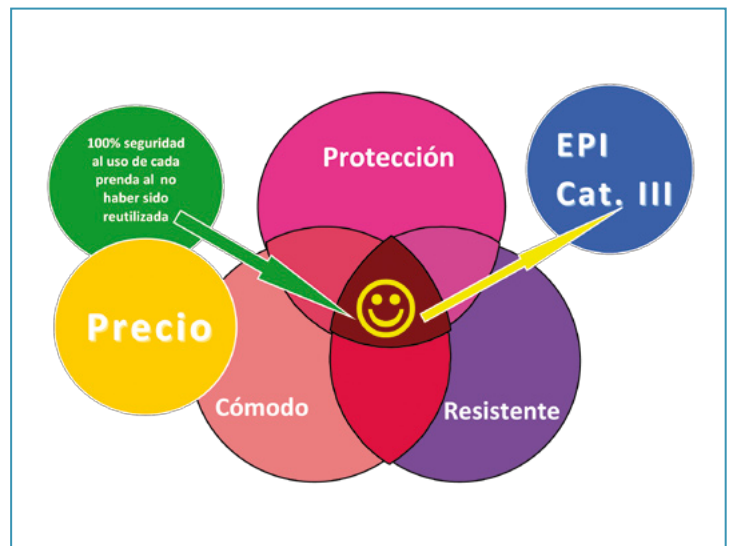 100% seguridad
al uso de cada
prenda al no
haber sido
reutilizada
Protección
EPI
Cat. III
Precio
Cómodo
Resistente